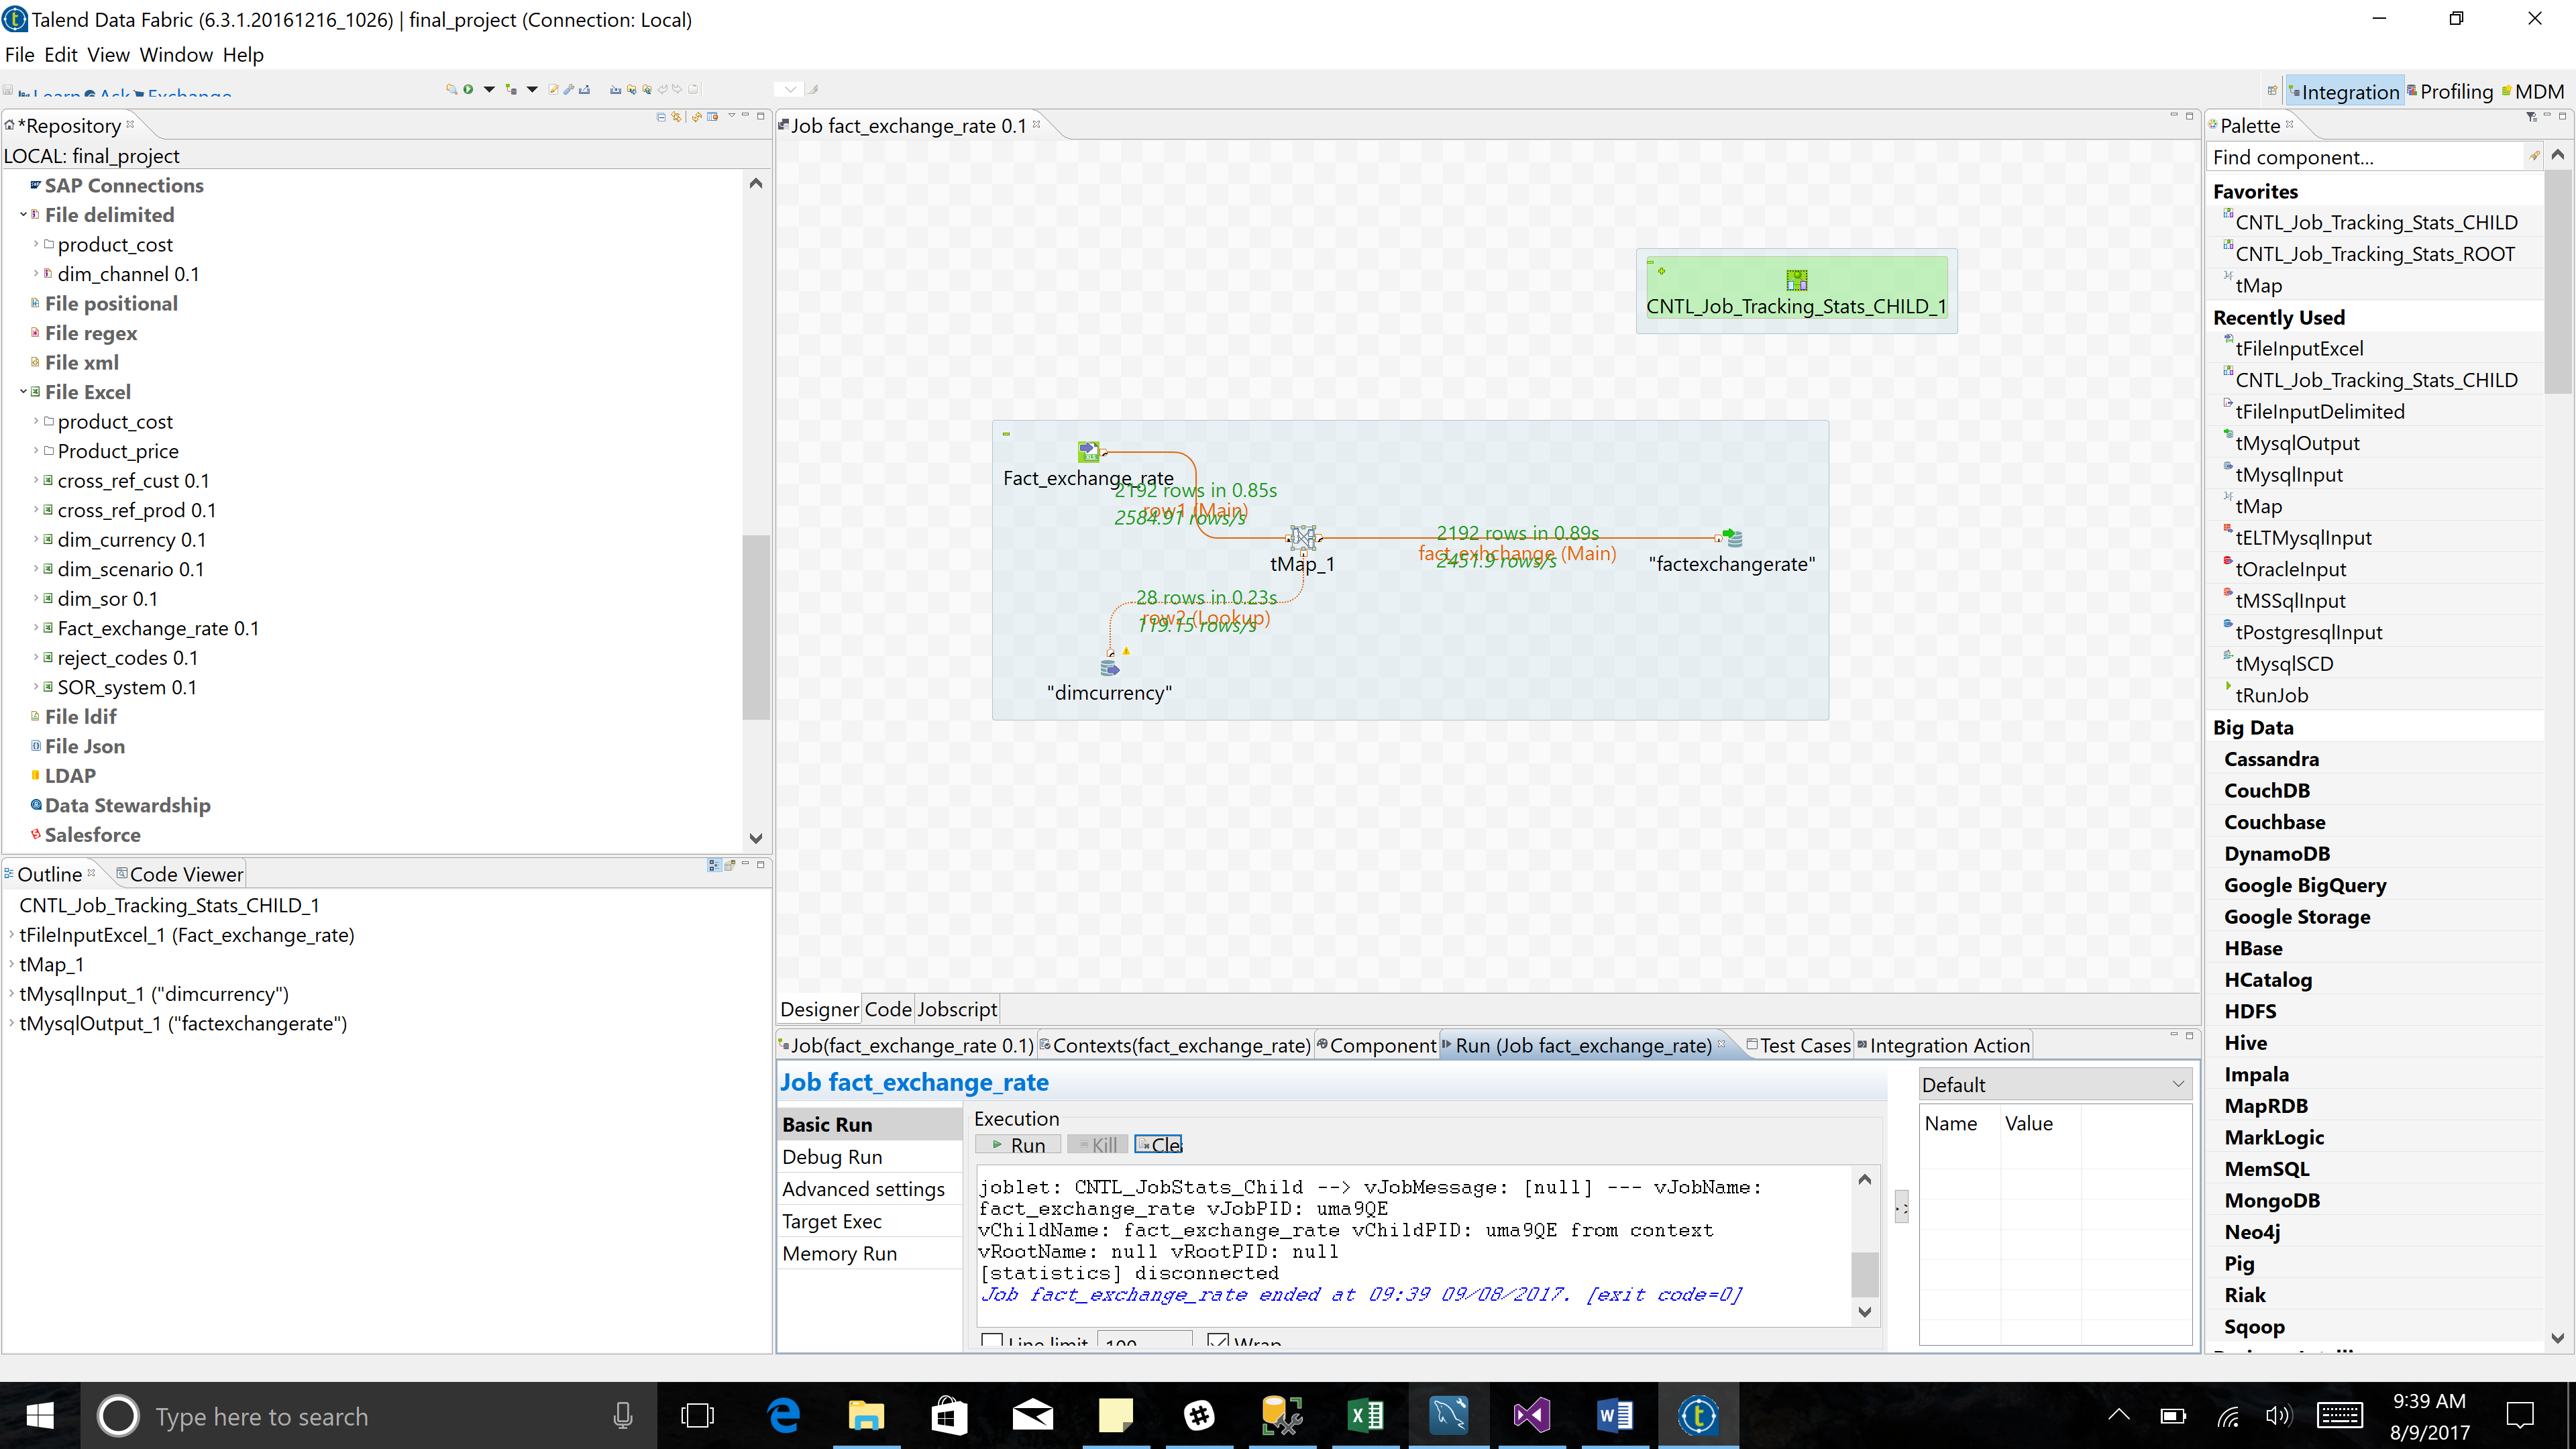 Talend Data Fabric (6.3.1.20161216_1026) | final_project (Connection: Local)
File Edit View Window Help
Learn Ask Exchange
Integration Profiling MDM
*Repository
LOCAL: final_project
SAP Connections
File delimited
product_cost
dim_channel 0.1
File positional
File regex
File xml
File Excel
product_cost
Product_price
cross_ref_cust 0.1
cross_ref_prod 0.1
dim_currency 0.1
dim_scenario 0.1
dim_sor 0.1
Fact_exchange_rate 0.1
reject_codes 0.1
SOR_system 0.1
File ldif
File Json
LDAP
Data Stewardship
Salesforce
Outline Code Viewer
CNTL_Job_Tracking_Stats_CHILD_1
tFileInputExcel_1 (Fact_exchange_rate)
tMap_1
tMysqlInput_1 ("dimcurrency")
tMysqlOutput_1 ("factexchangerate")
Job fact_exchange_rate 0.1
CNTL_Job_Tracking_Stats_CHILD_1
Fact_exchange_rate
2192 rows in 0.85s
row1 (Main)
2584.91 rows/s
tMap_1
2192 rows in 0.89s
fact_exhchange (Main)
2451.9 rows/s
"factexchangerate"
28 rows in 0.23s
row2 (Lookup)
119.15 rows/s
"dimcurrency"
Designer Code Jobscript
Job(fact_exchange_rate 0.1) Contexts(fact_exchange_rate) Component Run (Job fact_exchange_rate) Test Cases Integration Action
Job fact_exchange_rate
Basic Run
Debug Run
Advanced settings
Target Exec
Memory Run
Execution
Run Kill Cle
joblet: CNTL_JobStats_Child --> vJobMessage: [null] --- vJobName:
fact_exchange_rate vJobPID: uma9QE
vChildName: fact_exchange_rate vChildPID: uma9QE from context
vRootName: null vRootPID: null
[statistics] disconnected
Job fact_exchange_rate ended at 09:39 09/08/2017. [exit code=0]
Line limit 100 Wrap
Default
Name Value
Palette
Find component...
Favorites
CNTL_Job_Tracking_Stats_CHILD
CNTL_Job_Tracking_Stats_ROOT
tMap
Recently Used
tFileInputExcel
CNTL_Job_Tracking_Stats_CHILD
tFileInputDelimited
tMysqlOutput
tMysqlInput
tMap
tELTMysqlInput
tOracleInput
tMSSqlInput
tPostgresqlInput
tMysqlSCD
tRunJob
Big Data
Cassandra
CouchDB
Couchbase
DynamoDB
Google BigQuery
Google Storage
HBase
HCatalog
HDFS
Hive
Impala
MapRDB
MarkLogic
MemSQL
MongoDB
Neo4j
Pig
Riak
Sqoop
Type here to search
9:39 AM
8/9/2017